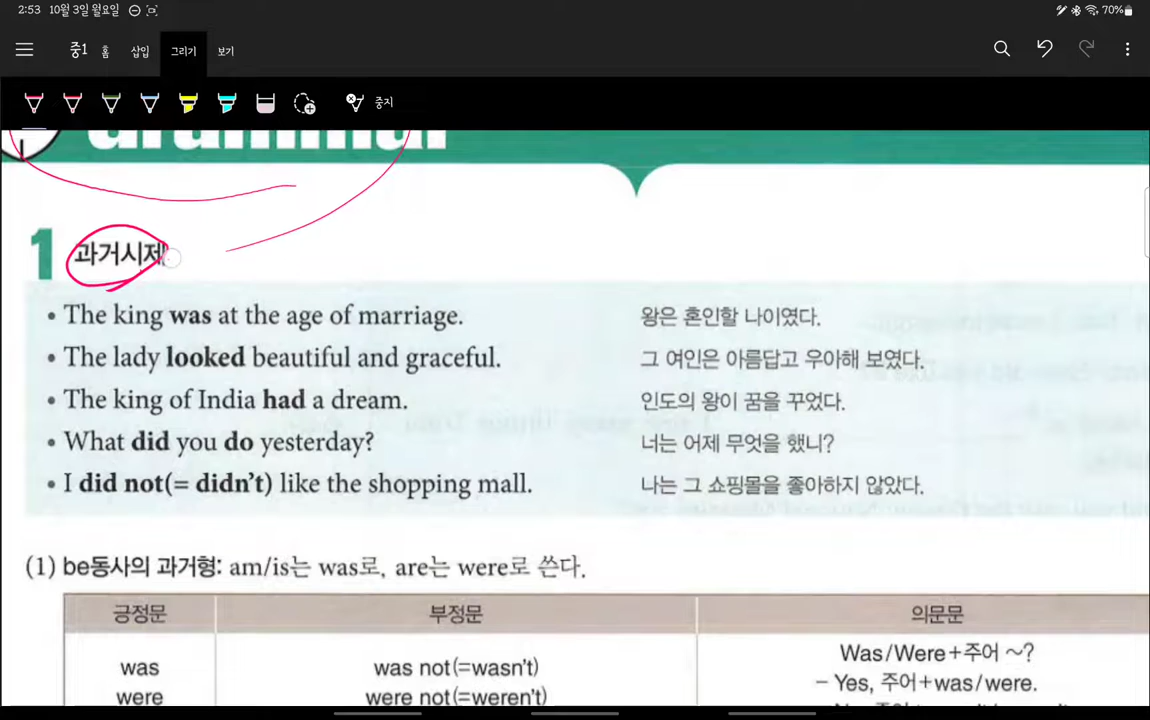 2:53 10월 3일 월요일 70%
중1 홈 삽입 그리기 보기
중지
Grammar
1 과거시제
• The king was at the age of marriage. 왕은 혼인할 나이였다.
• The lady looked beautiful and graceful. 그 여인은 아름답고 우아해 보였다.
• The king of India had a dream. 인도의 왕이 꿈을 꾸었다.
• What did you do yesterday? 너는 어제 무엇을 했니?
• I did not(= didn't) like the shopping mall. 나는 그 쇼핑몰을 좋아하지 않았다.
(1) be동사의 과거형: am/is는 was로, are는 were로 쓴다.
긍정문 부정문 의문문
was was not(=wasn't) Was/Were+주어 ~?
were were not(=weren't) – Yes, 주어+was/were.